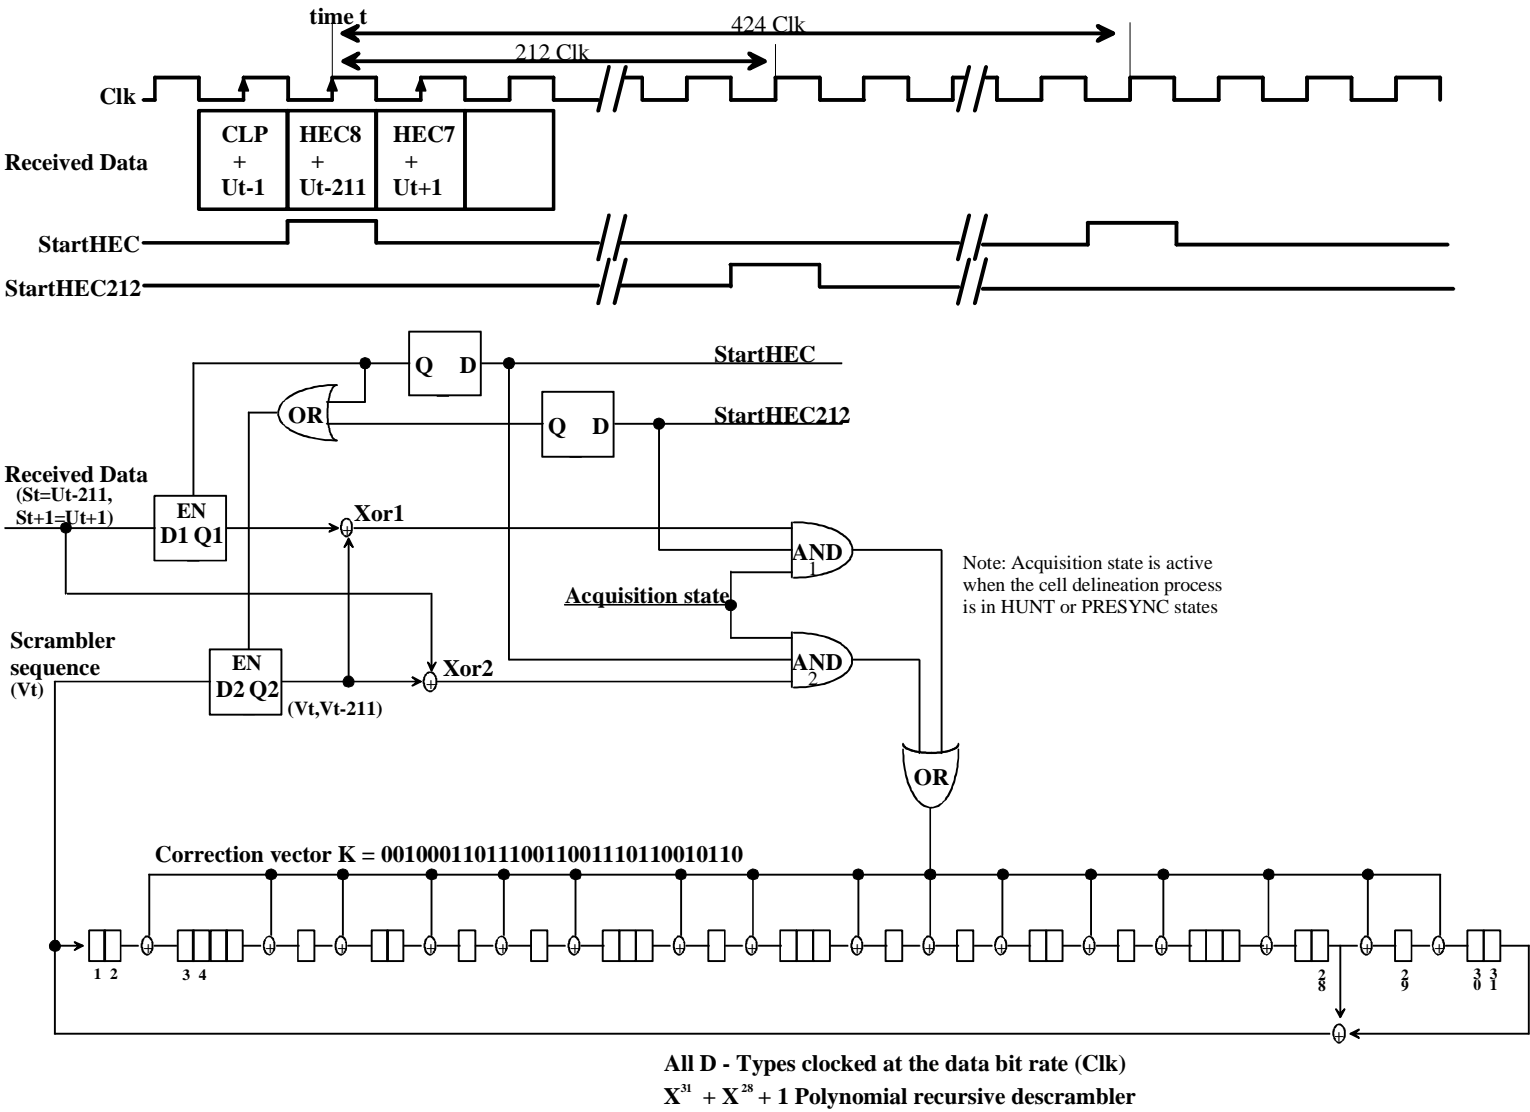 time t
424 Clk
212 Clk
Clk
Received Data
CLP
+
Ut-1
HEC8
+
Ut-211
HEC7
+
Ut+1
StartHEC
StartHEC212
Q D
StartHEC
OR
Q D
StartHEC212
Received Data
(St=Ut-211,
St+1=Ut+1)
EN
D1 Q1
+
Xor1
AND
1
Acquisition state
Note: Acquisition state is active
when the cell delineation process
is in HUNT or PRESYNC states
Scrambler
sequence
(Vt)
EN
D2 Q2
(Vt,Vt-211)
+
Xor2
AND
2
OR
Correction vector K = 0010001101110011001110110010110
+ + + + + + + + + + + + + + + + +
1 2
3 4
28
29
30
31
+
All D - Types clocked at the data bit rate (Clk)
X31 + X28 + 1 Polynomial recursive descrambler